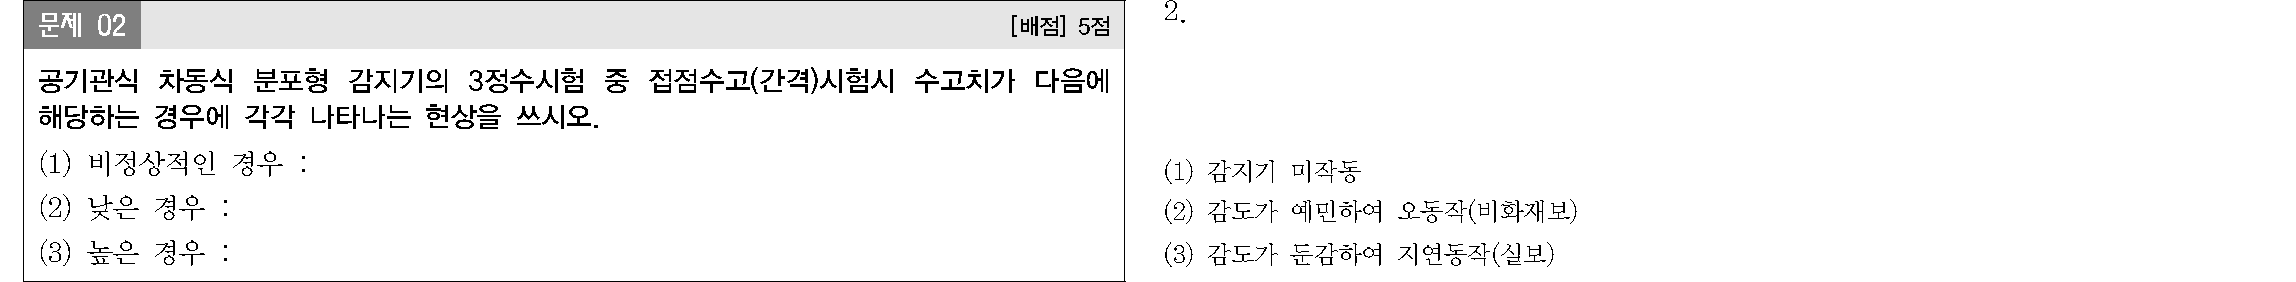 문제 02
[배점] 5점
공기관식 차동식 분포형 감지기의 3정수시험 중 접점수고(간격)시험시 수고치가 다음에
해당하는 경우에 각각 나타나는 현상을 쓰시오.
(1) 비정상적인 경우 :
(2) 낮은 경우 :
(3) 높은 경우 :
2.
(1) 감지기 미작동
(2) 감도가 예민하여 오동작(비화재보)
(3) 감도가 둔감하여 지연동작(실보)